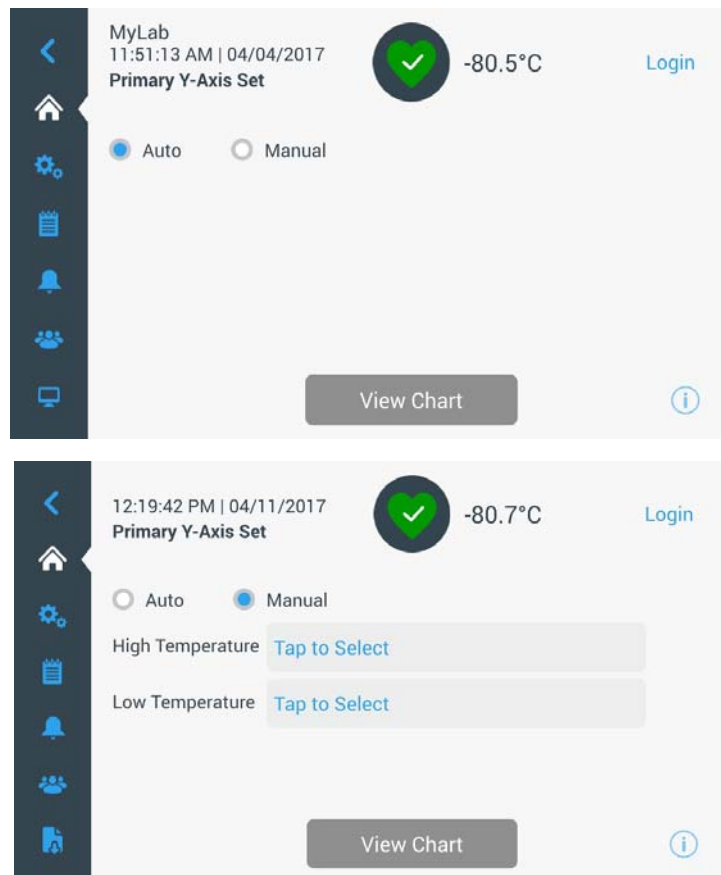 MyLab
11:51:13 AM | 04/04/2017
Primary Y-Axis Set
-80.5°C
Login
Auto Manual
View Chart
i
12:19:42 PM | 04/11/2017
Primary Y-Axis Set
-80.7°C
Login
Auto Manual
High Temperature Tap to Select
Low Temperature Tap to Select
View Chart
i